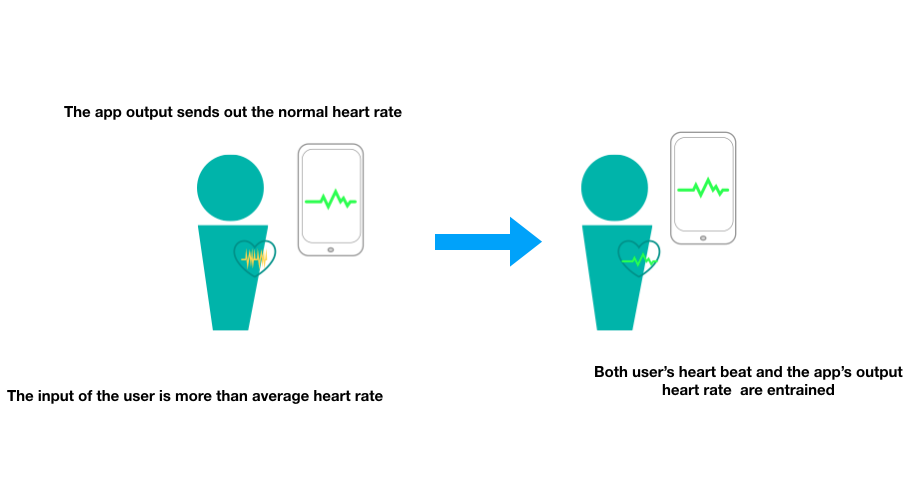 The app output sends out the normal heart rate
The input of the user is more than average heart rate
Both user’s heart beat and the app’s output
heart rate  are entrained